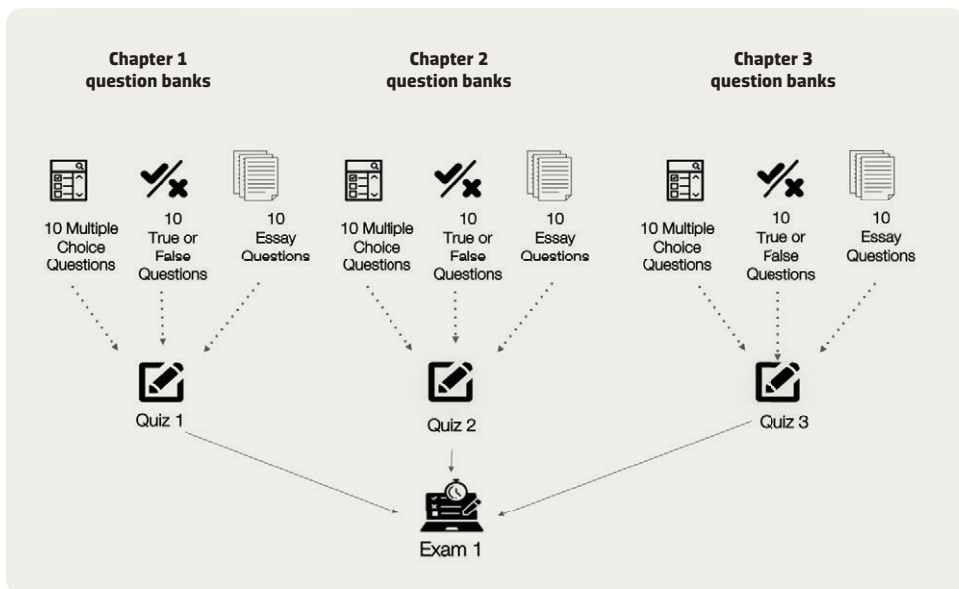 Chapter 1
question banks
Chapter 2
question banks
Chapter 3
question banks
10 Multiple
Choice
Questions
10
True or
False
Questions
10
Essay
Questions
10 Multiple
Choice
Questions
10
True or
False
Questions
10
Essay
Questions
10 Multiple
Choice
Questions
10
True or
False
Questions
10
Essay
Questions
Quiz 1
Quiz 2
Quiz 3
Exam 1